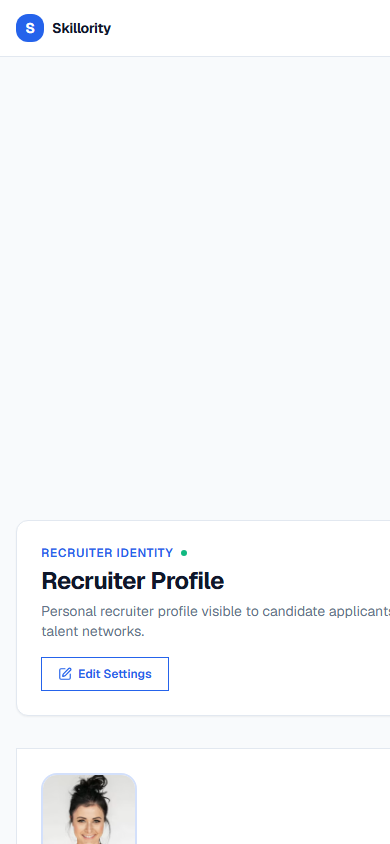 S Skillority
RECRUITER IDENTITY
Recruiter Profile
Personal recruiter profile visible to candidate applicants
talent networks.
Edit Settings